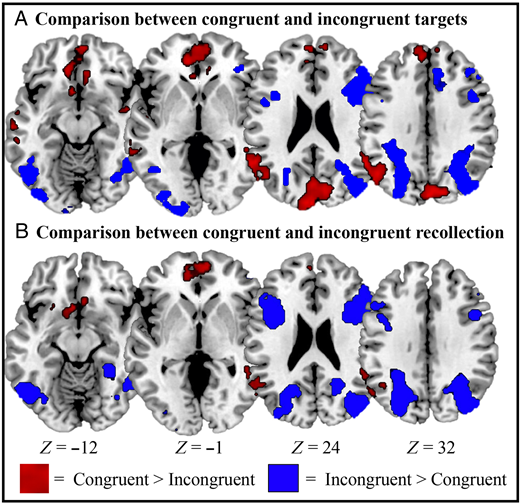 A Comparison between congruent and incongruent targets
B Comparison between congruent and incongruent recollection
Z = –12 Z = –1 Z = 24 Z = 32
= Congruent > Incongruent = Incongruent > Congruent